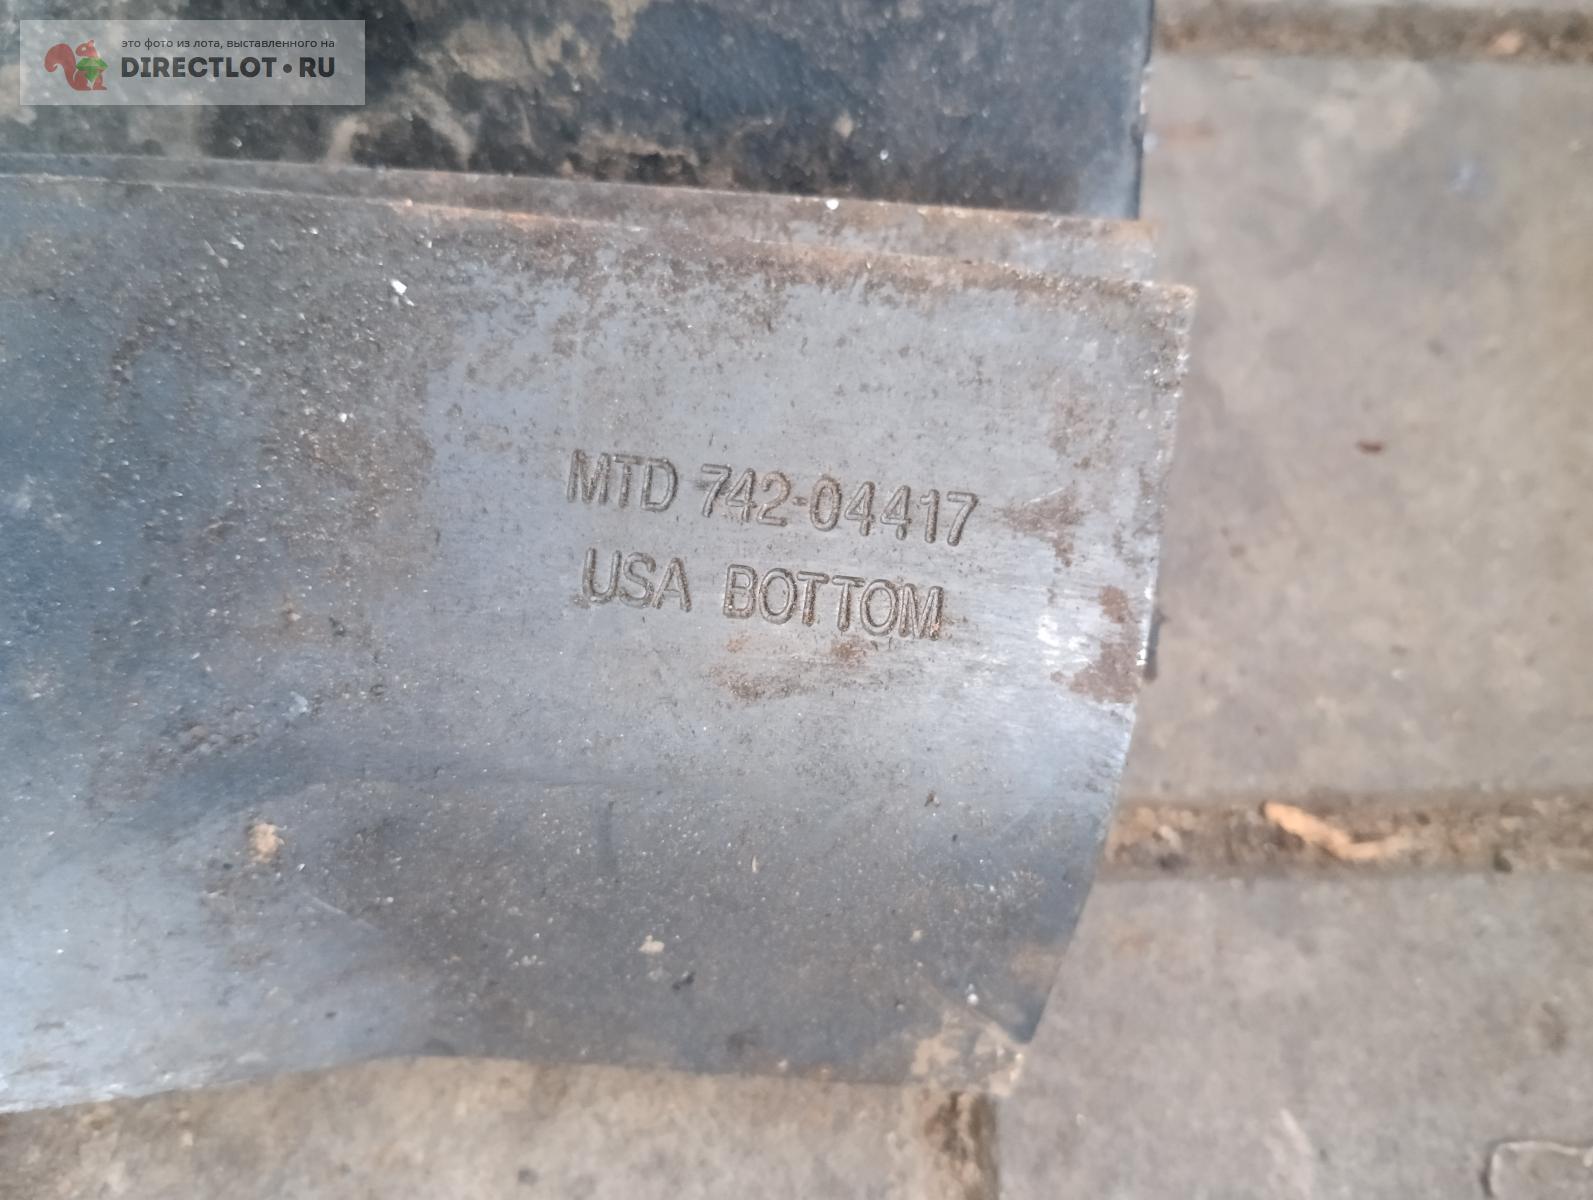 это фото из лота, выставленного на
DIRECTLOT•RU
MTD 742-04417
USA BOTTOM